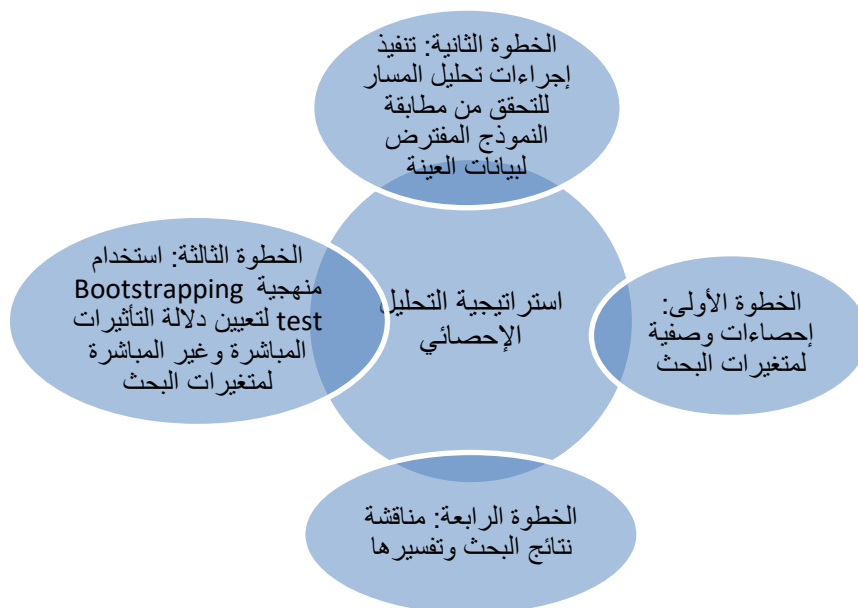 الخطوة الثانية: تنفيذ
إجراءات تحليل المسار
للتحقق من مطابقة
النموذج المفترض
لبيانات العينة
الخطوة الثالثة: استخدام
منهجية Bootstrapping
test لتعيين دلالة التأثيرات
المباشرة وغير المباشرة
لمتغيرات البحث
استراتيجية التحليل
الإحصائي
الخطوة الأولى:
إحصاءات وصفية
لمتغيرات البحث
الخطوة الرابعة: مناقشة
نتائج البحث وتفسيرها